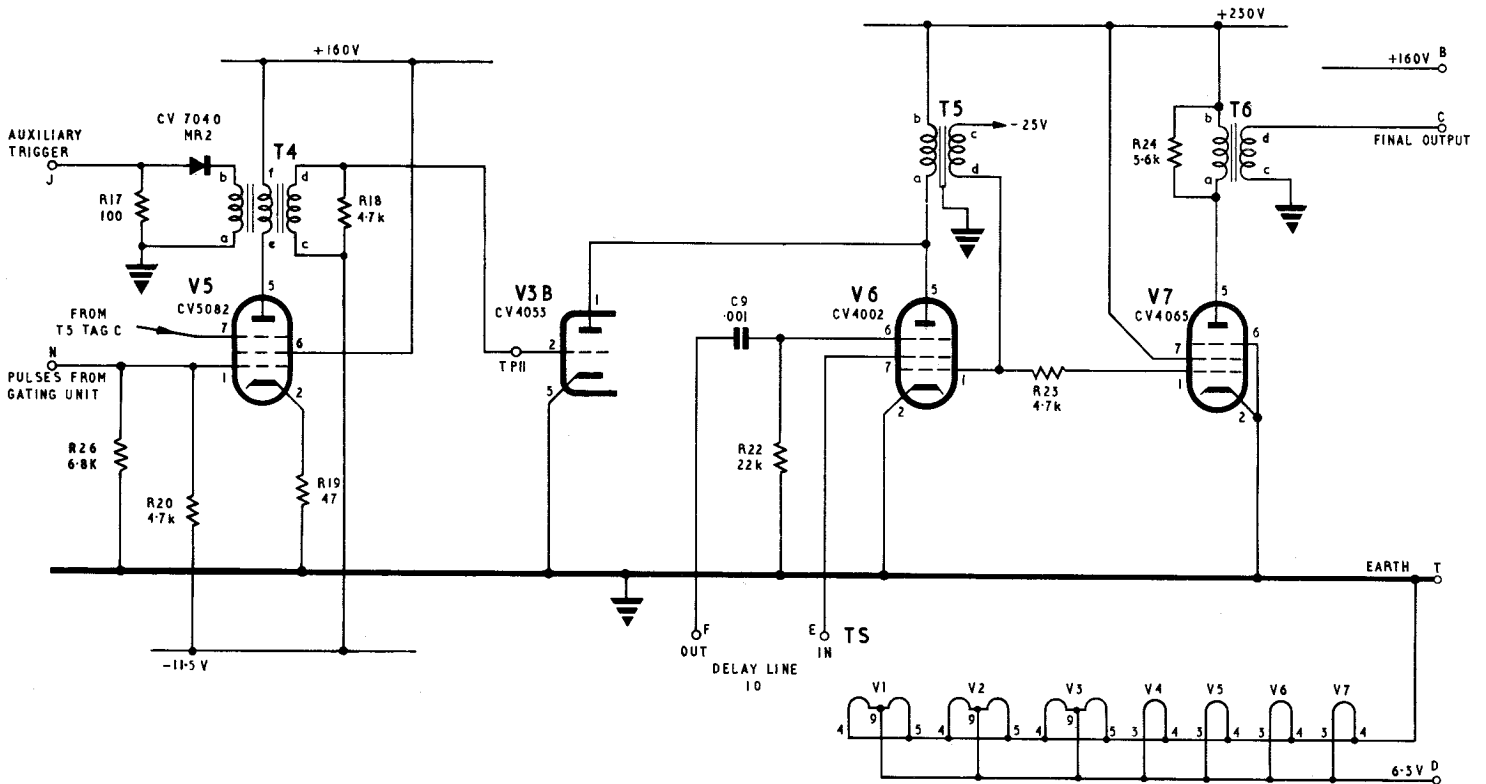 +160V
+250V
+160V B
AUXILIARY
TRIGGER
J
CV 7040
MR2
T4
T5
T6
-25V
C
FINAL OUTPUT
R17
100
b
a
f
e
d
c
R18
4·7k
b
a
c
d
R24
5·6k
b
a
d
c
V5
CV5082
5
FROM
T5 TAG C
7
6
N
PULSES FROM
GATING UNIT
1
2
V3B
CV4053
1
2
5
TP11
C9
·001
V6
CV4002
5
6
7
1
2
R23
4·7k
V7
CV4065
5
6
7
1
2
R26
6·8K
R20
4·7k
R19
47
R22
22k
EARTH T
-11·5V
F
OUT
E
IN
TS
DELAY LINE
10
V1 V2 V3 V4 V5 V6 V7
4 9 5 4 9 5 4 9 5 3 4 3 4 3 4 3 4
6·3V D